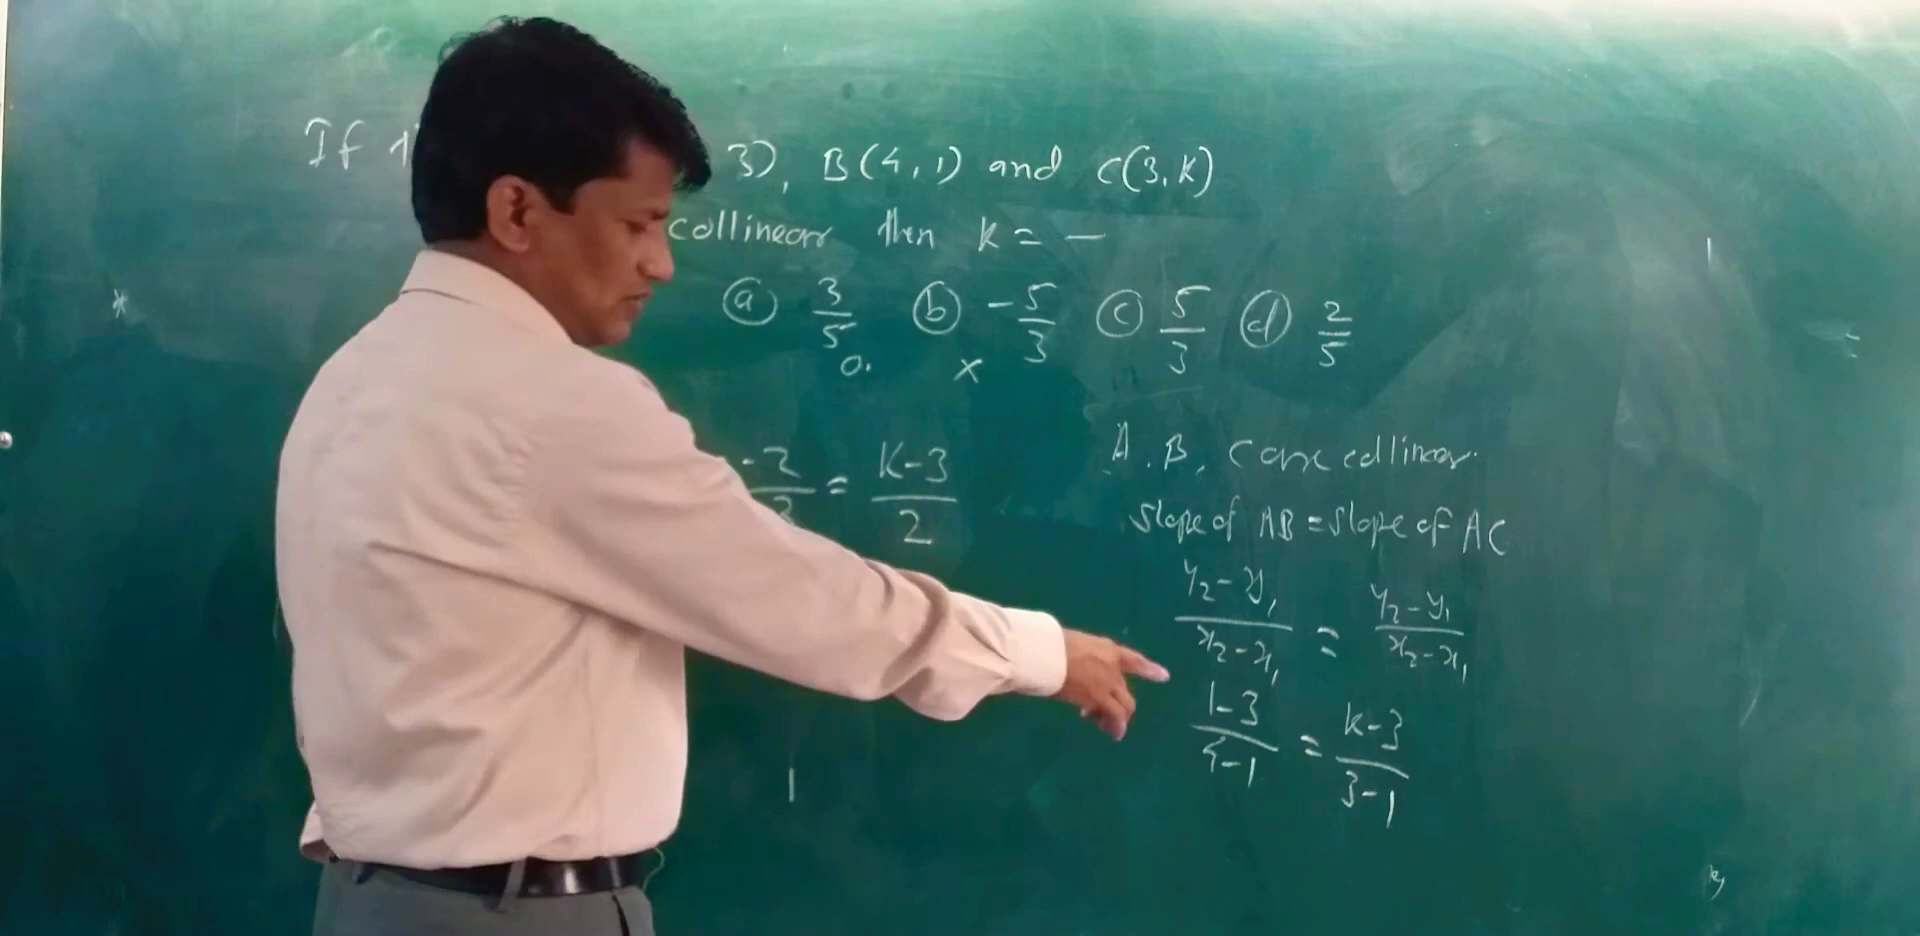 If 3), B(4,1) and C(3,K)
collinear then K = —
ⓐ 3/5 ⓑ -5/3 ⓒ 5/3 ⓓ 2/5
0. x
-2/3 = K-3/2
A, B, C are collinear.
slope of AB = slope of AC
y₂-y₁/x₂-x₁ = y₂-y₁/x₂-x₁
1-3/4-1 = k-3/3-1